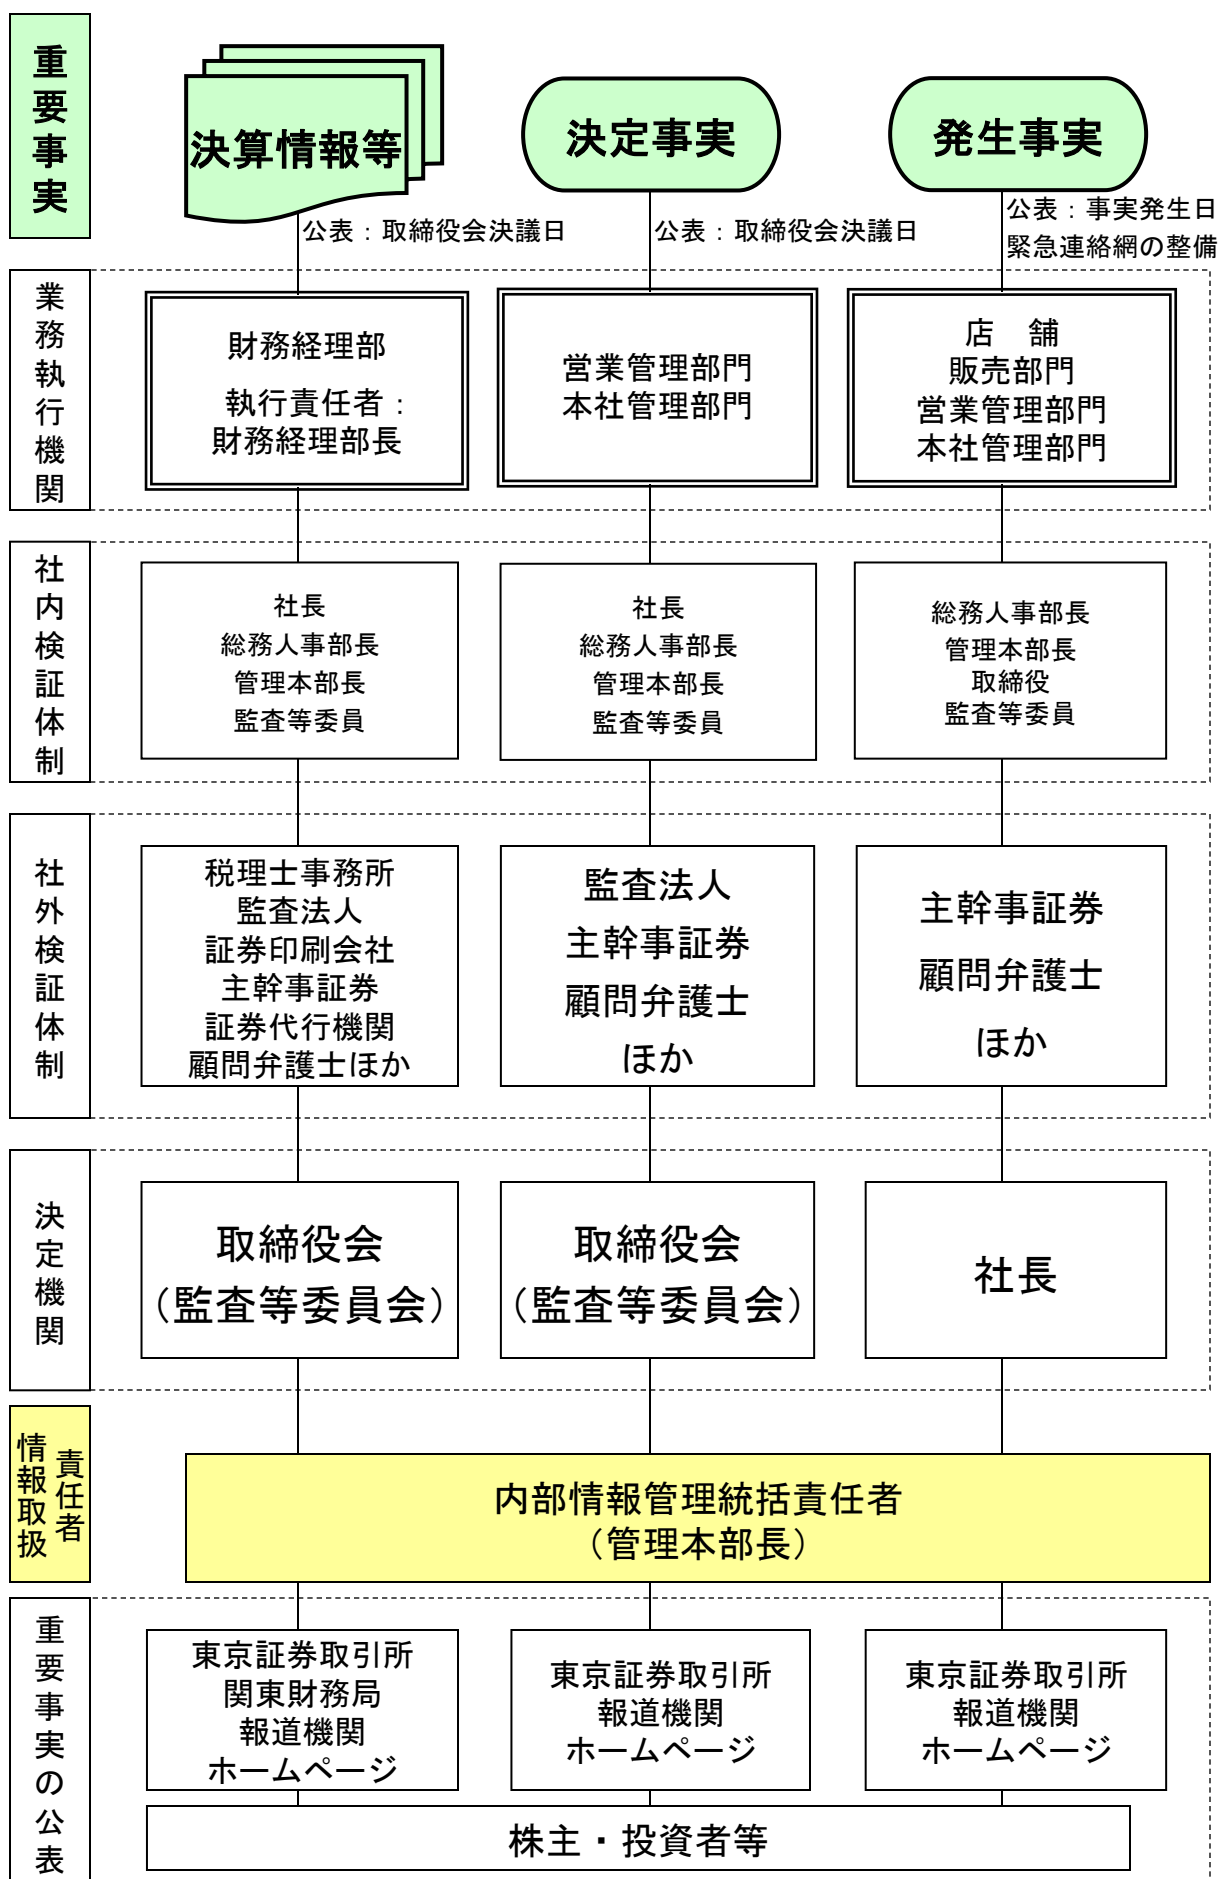 重要事実
決算情報等
決定事実
発生事実
公表：取締役会決議日
公表：取締役会決議日
公表：事実発生日
緊急連絡網の整備
業務執行機関
財務経理部
執行責任者：
財務経理部長
営業管理部門
本社管理部門
店　舗
販売部門
営業管理部門
本社管理部門
社内検証体制
社長
総務人事部長
管理本部長
監査等委員
社長
総務人事部長
管理本部長
監査等委員
総務人事部長
管理本部長
取締役
監査等委員
社外検証体制
税理士事務所
監査法人
証券印刷会社
主幹事証券
証券代行機関
顧問弁護士ほか
監査法人
主幹事証券
顧問弁護士
ほか
主幹事証券
顧問弁護士
ほか
決定機関
取締役会
（監査等委員会）
取締役会
（監査等委員会）
社長
情報取扱
責任者
内部情報管理統括責任者
（管理本部長）
重要事実の公表
東京証券取引所
関東財務局
報道機関
ホームページ
東京証券取引所
報道機関
ホームページ
東京証券取引所
報道機関
ホームページ
株主・投資者等